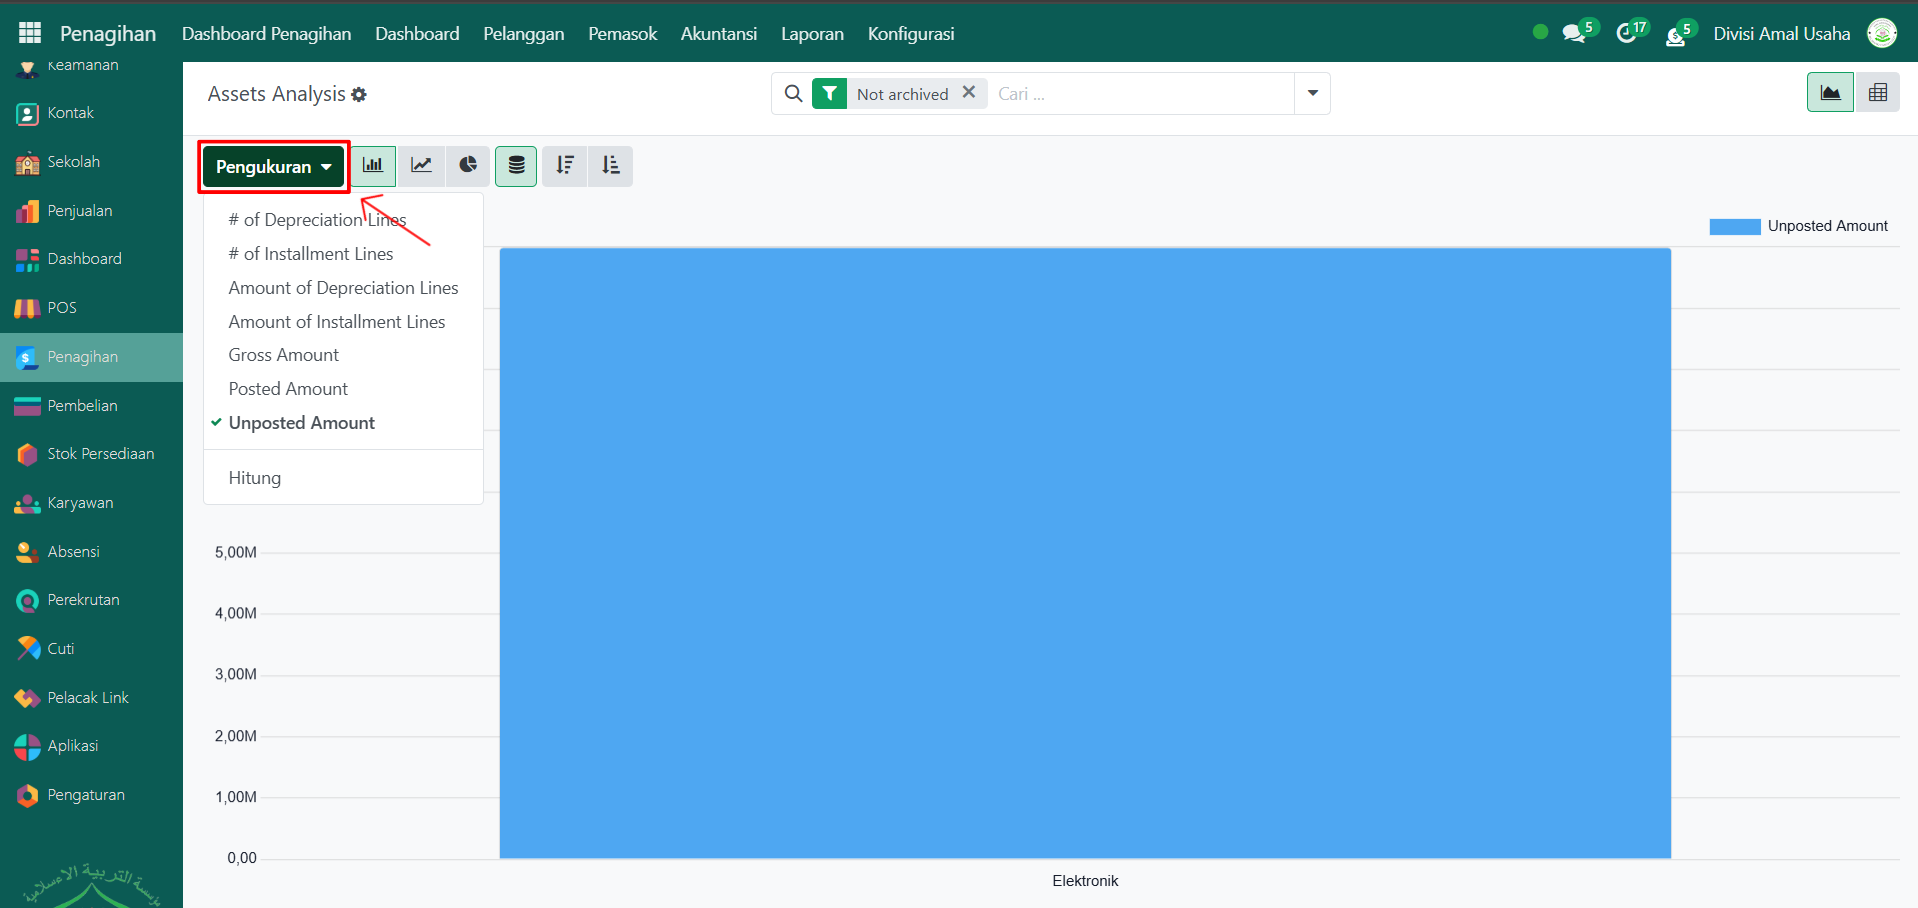 Penagihan Dashboard Penagihan Dashboard Pelanggan Pemasok Akuntansi Laporan Konfigurasi 5 17 5 Divisi Amal Usaha
Keamanan
Kontak
Sekolah
Penjualan
Dashboard
POS
Penagihan
Pembelian
Stok Persediaan
Karyawan
Absensi
Perekrutan
Cuti
Pelacak Link
Aplikasi
Pengaturan
مؤسسة التربية الإسلامية
Assets Analysis
Not archived Cari ...
Pengukuran
# of Depreciation Lines
# of Installment Lines
Amount of Depreciation Lines
Amount of Installment Lines
Gross Amount
Posted Amount
Unposted Amount
Hitung
Unposted Amount
5,00M
4,00M
3,00M
2,00M
1,00M
0,00
Elektronik